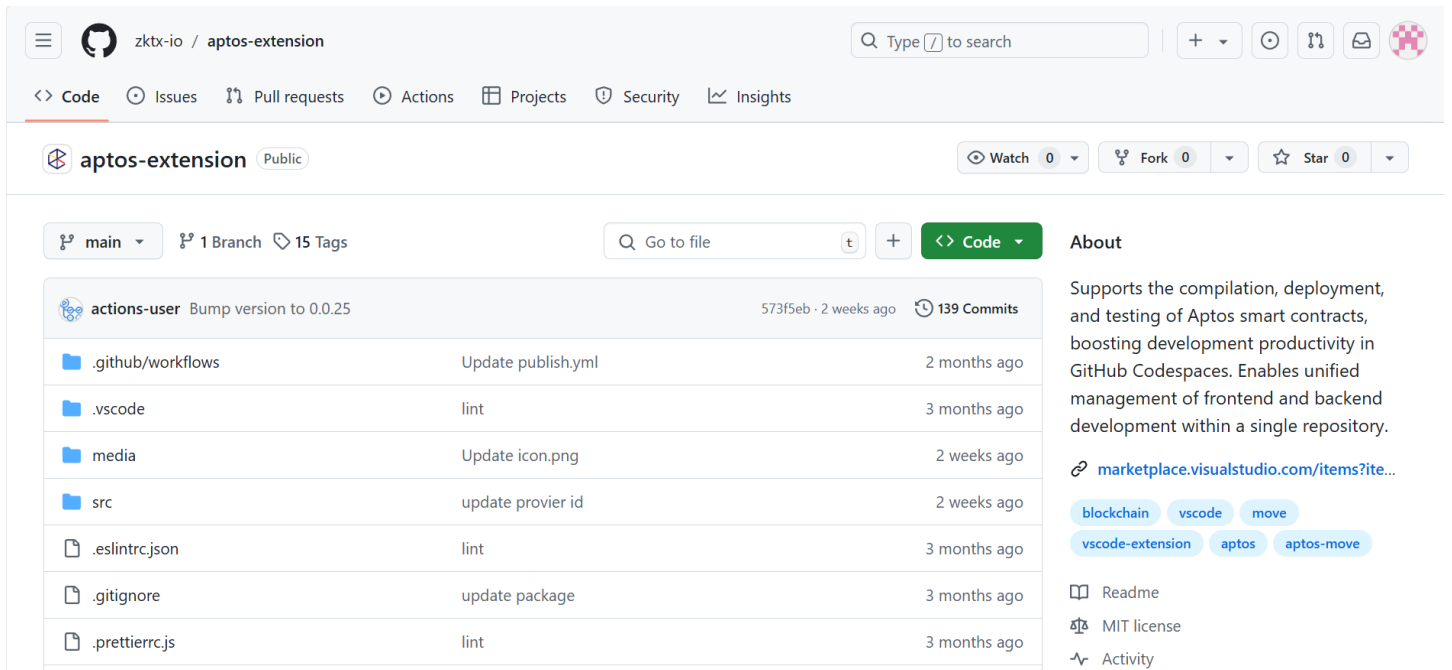 zktx-io / aptos-extension
Type / to search
Code Issues Pull requests Actions Projects Security Insights
aptos-extension Public
Watch 0 Fork 0 Star 0
main 1 Branch 15 Tags
Go to file t
Code
actions-user Bump version to 0.0.25 573f5eb · 2 weeks ago 139 Commits
.github/workflows Update publish.yml 2 months ago
.vscode lint 3 months ago
media Update icon.png 2 weeks ago
src update provier id 2 weeks ago
.eslintrc.json lint 3 months ago
.gitignore update package 3 months ago
.prettierrc.js lint 3 months ago
About
Supports the compilation, deployment,
and testing of Aptos smart contracts,
boosting development productivity in
GitHub Codespaces. Enables unified
management of frontend and backend
development within a single repository.
marketplace.visualstudio.com/items?ite...
blockchain vscode move
vscode-extension aptos aptos-move
Readme
MIT license
Activity